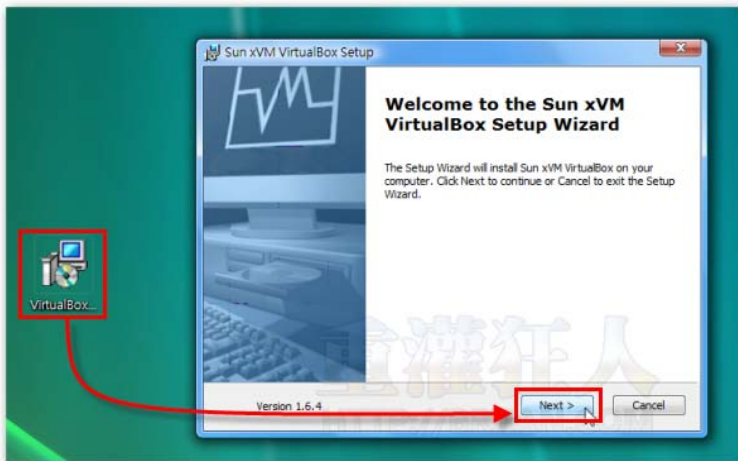 Sun xVM VirtualBox Setup
Welcome to the Sun xVM
VirtualBox Setup Wizard
The Setup Wizard will install Sun xVM VirtualBox on your
computer. Click Next to continue or Cancel to exit the Setup
Wizard.
VirtualBox...
重灌狂人
Version 1.6.4
Next >
Cancel